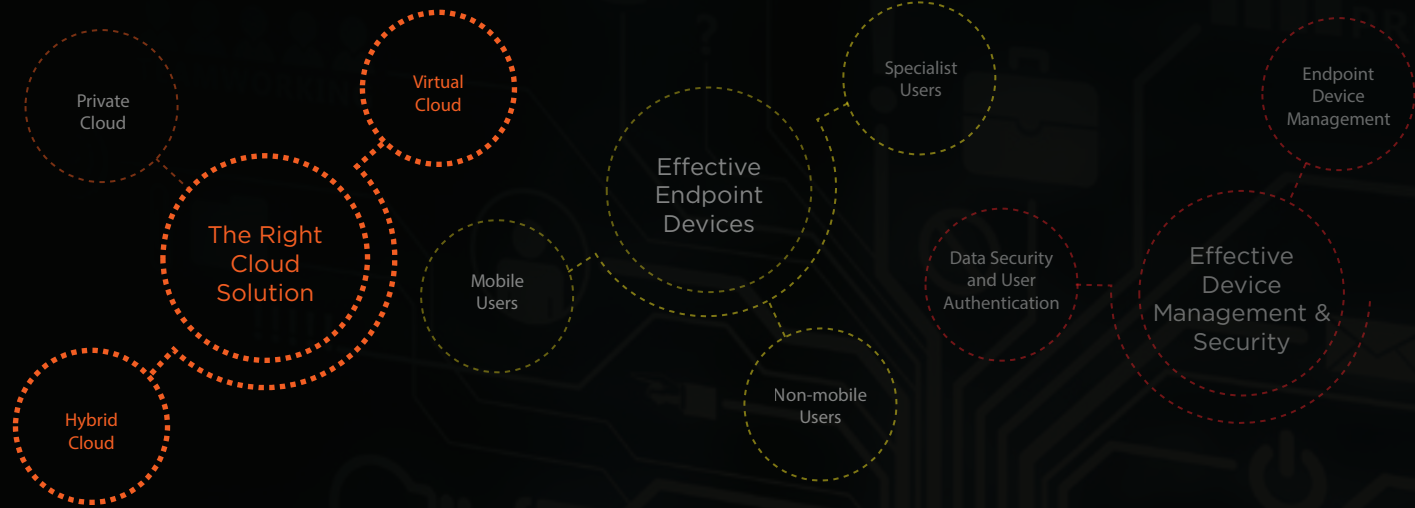 Private
Cloud
Virtual
Cloud
The Right
Cloud
Solution
Hybrid
Cloud
Effective
Endpoint
Devices
Specialist
Users
Mobile
Users
Non-mobile
Users
Endpoint
Device
Management
Data Security
and User
Authentication
Effective
Device
Management &
Security